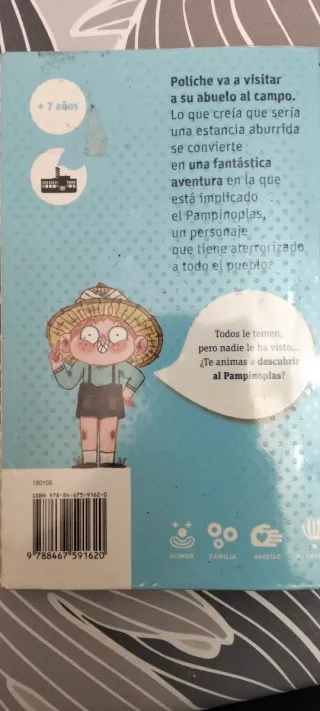 + 7 años
Poliche va a visitar
a su abuelo al campo.
Lo que creía que sería
una estancia aburrida
se convierte
en una fantástica
aventura en la que
está implicado
el Pampinoplas,
un personaje
que tiene aterrorizado
a todo el pueblo.
Todos le temen,
pero nadie le ha visto...
¿Te animas a descubrir
al Pampinoplas?
160156
ISBN 978-84-675-9162-0
9 788467 591620
HUMOR
FAMILIA
AMISTAD